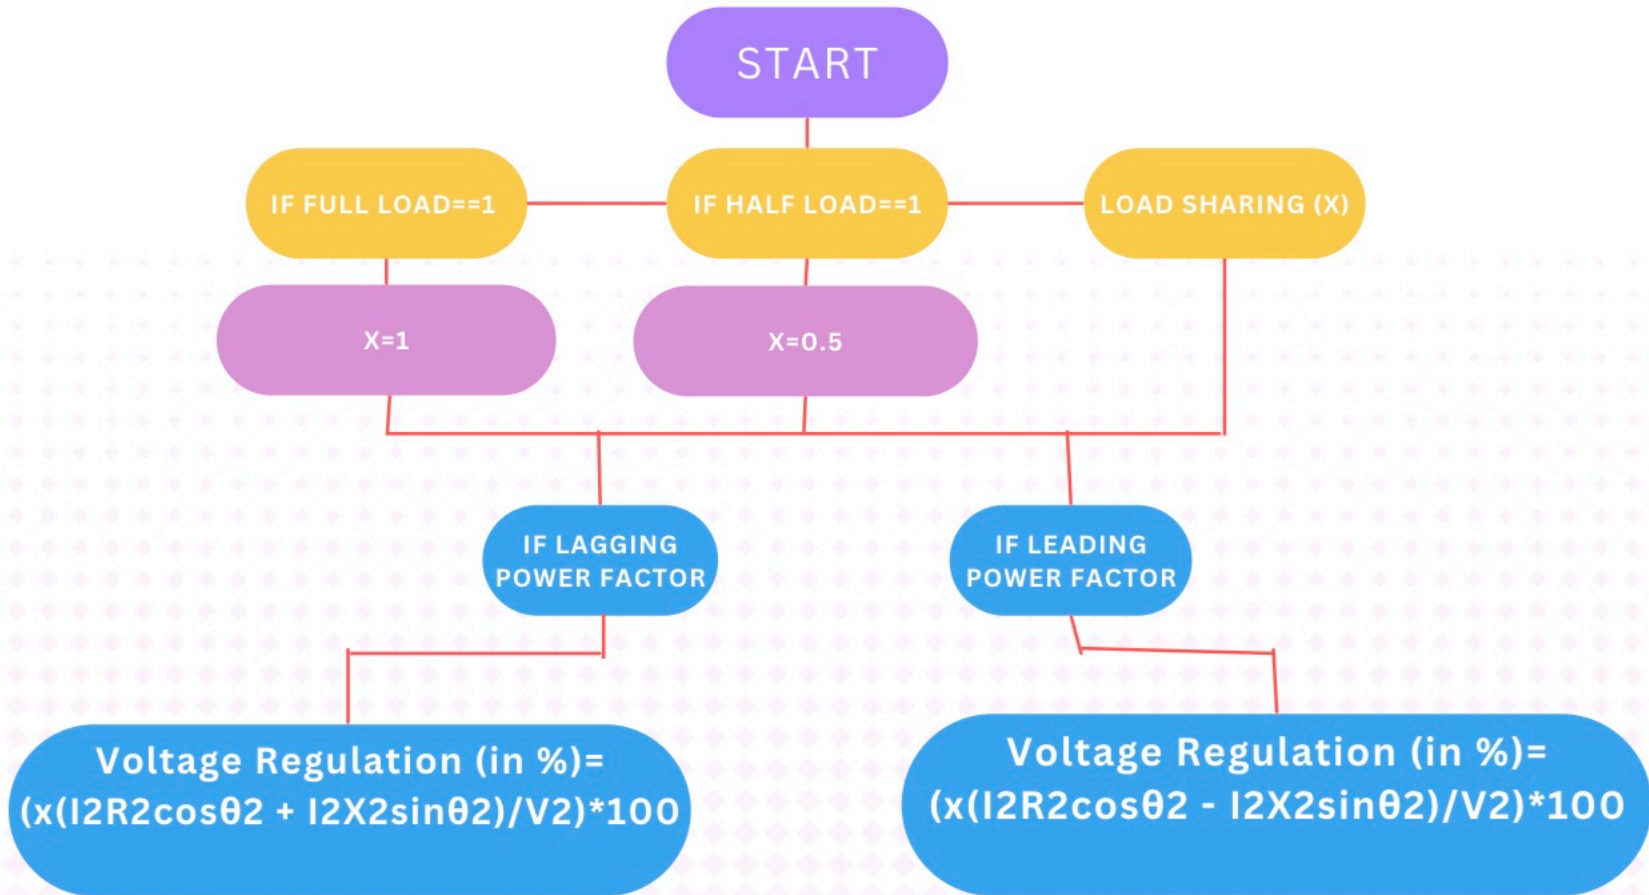 START
IF FULL LOAD==1
IF HALF LOAD==1
LOAD SHARING (X)
X=1
X=0.5
IF LAGGING
POWER FACTOR
IF LEADING
POWER FACTOR
Voltage Regulation (in %)=
(x(I2R2cosθ2 + I2X2sinθ2)/V2)*100
Voltage Regulation (in %)=
(x(I2R2cosθ2 - I2X2sinθ2)/V2)*100